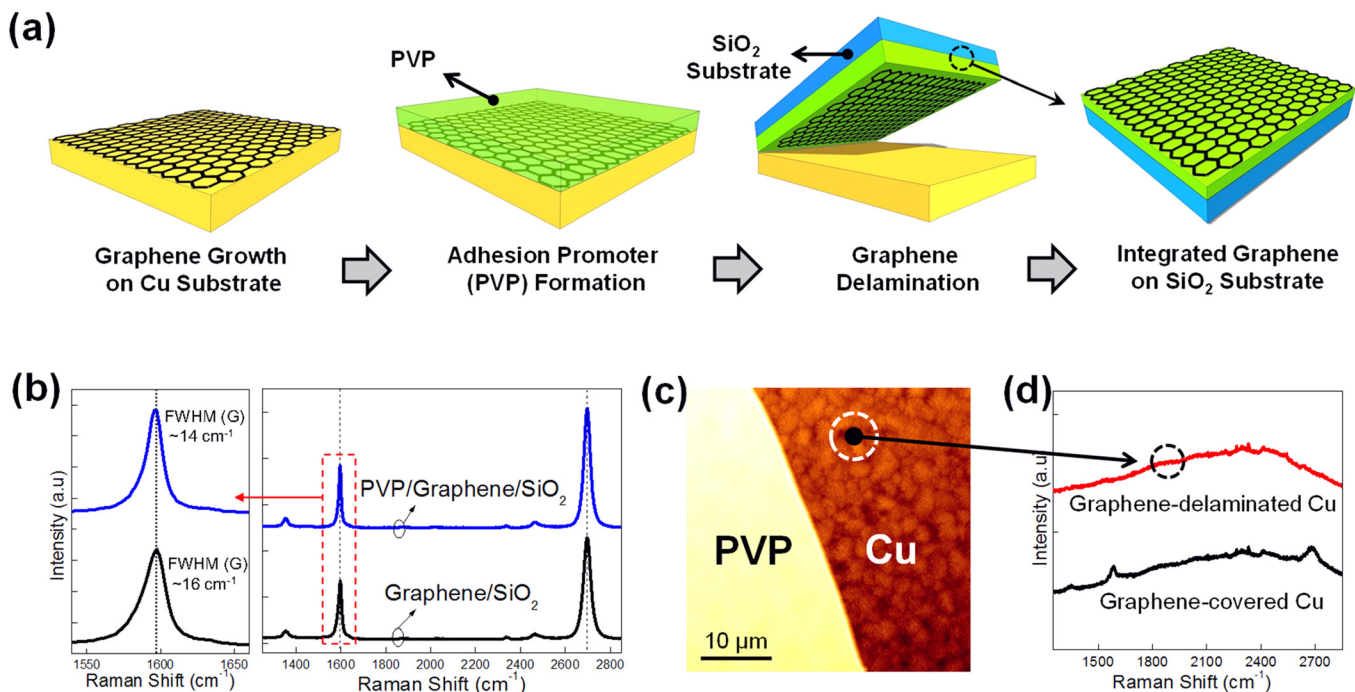 (a)
PVP
SiO₂
Substrate
Graphene Growth
on Cu Substrate
Adhesion Promoter
(PVP) Formation
Graphene
Delamination
Integrated Graphene
on SiO₂ Substrate
(b)
Intensity (a.u)
FWHM (G)
~14 cm⁻¹
FWHM (G)
~16 cm⁻¹
1550 1600 1650
Raman Shift (cm⁻¹)
PVP/Graphene/SiO₂
Graphene/SiO₂
1400 1600 1800 2000 2200 2400 2600 2800
Raman Shift (cm⁻¹)
(c)
PVP
Cu
10 µm
(d)
Intensity (a.u)
Graphene-delaminated Cu
Graphene-covered Cu
1500 1800 2100 2400 2700
Raman Shift (cm⁻¹)